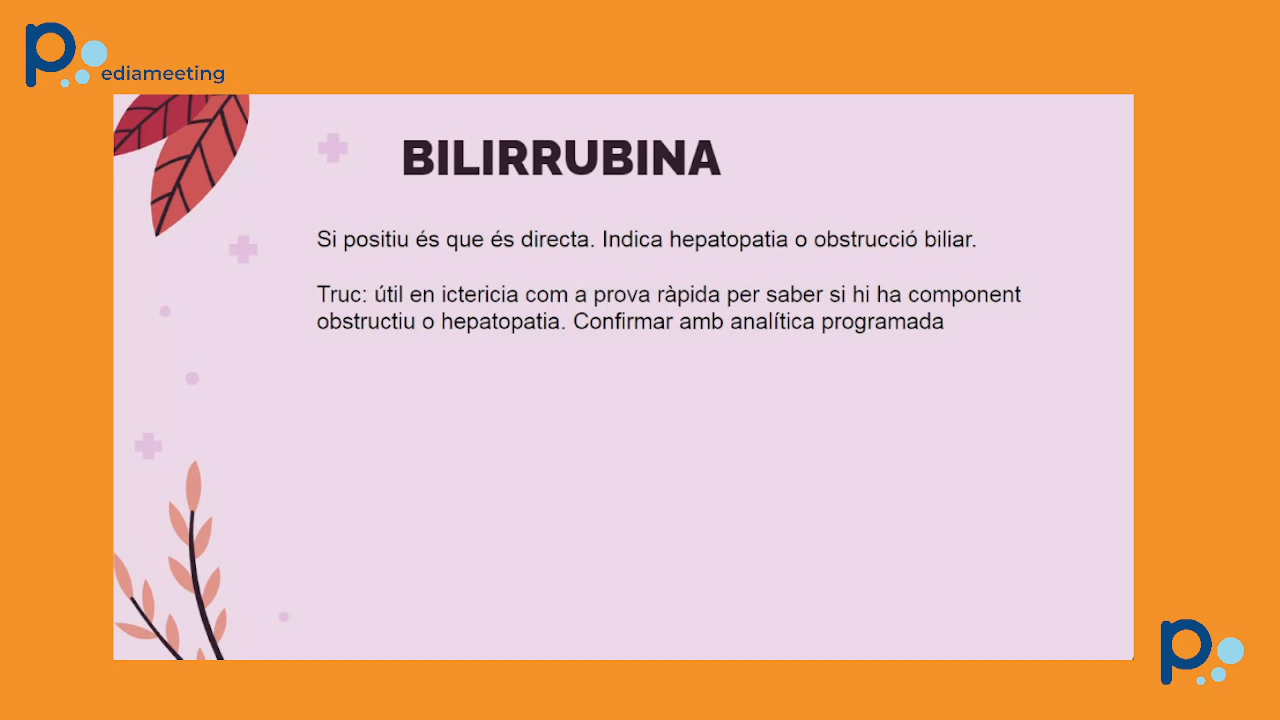 pediameeting
BILIRRUBINA
Si positiu és que és directa. Indica hepatopatia o obstrucció biliar.
Truc: útil en ictericia com a prova ràpida per saber si hi ha component
obstructiu o hepatopatia. Confirmar amb analítica programada
p